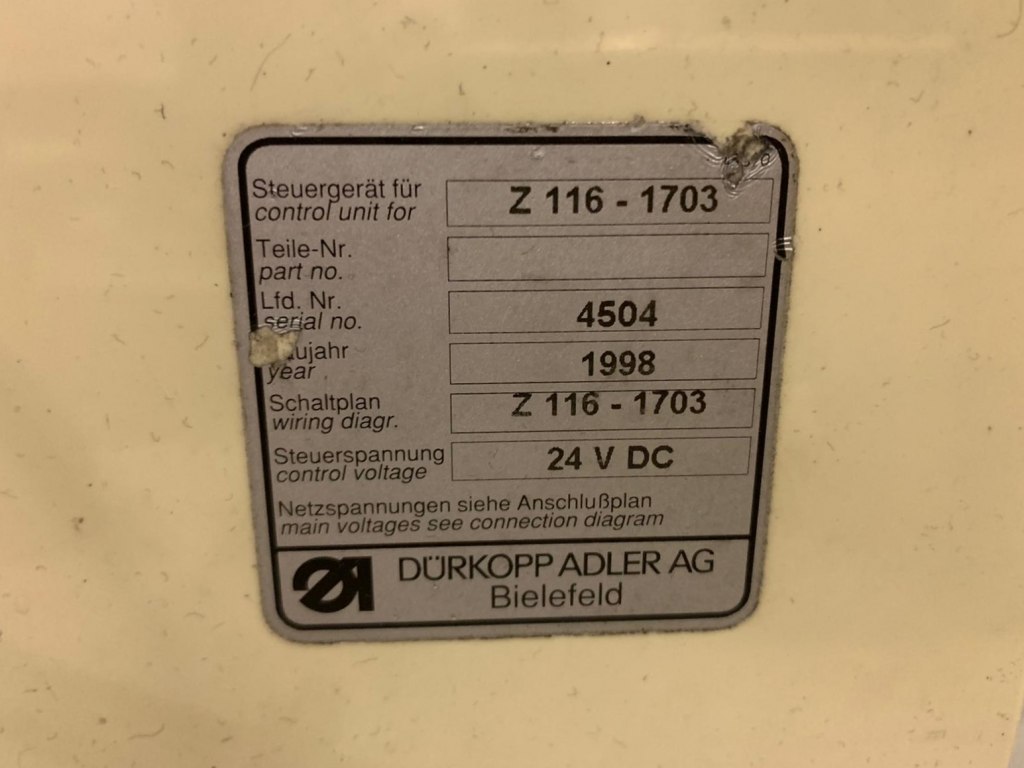 Steuergerät für
control unit for
Z 116 - 1703
Teile-Nr.
part no.
Lfd. Nr.
serial no.
4504
year
1998
Schaltplan
wiring diagr.
Z 116 - 1703
Steuerspannung
control voltage
24 V DC
Netzspannungen siehe Anschlußplan
main voltages see connection diagram
DÜRKOPP ADLER AG
Bielefeld